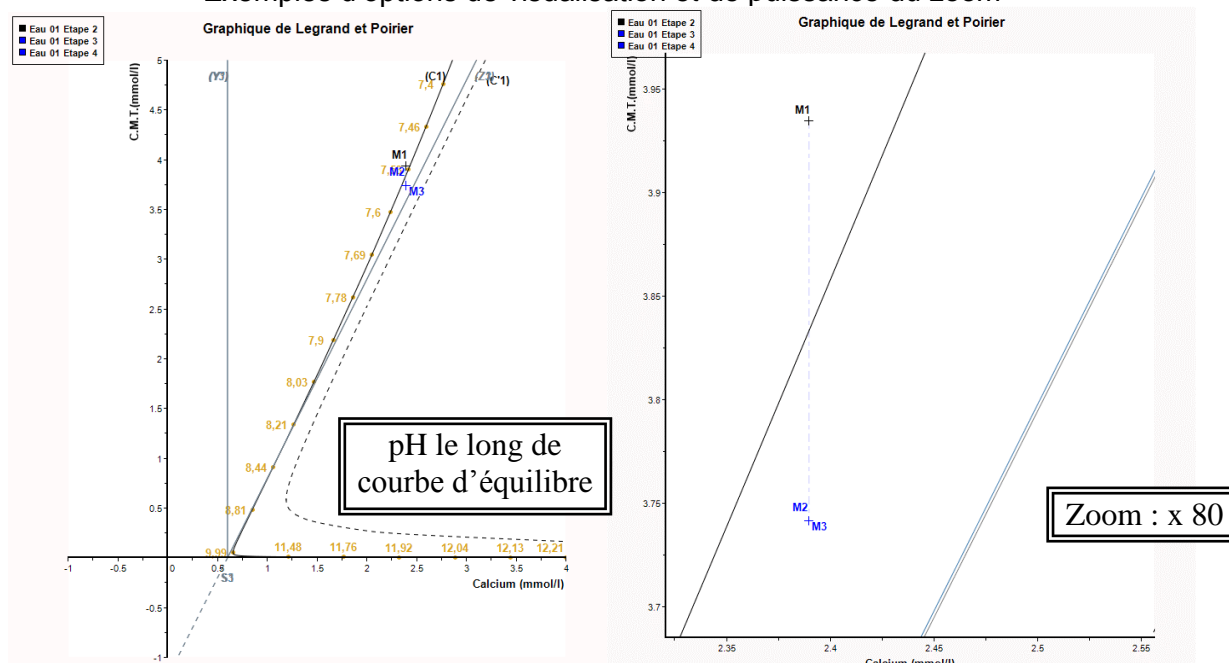 Exemples d'options de visualisation et de puissance du zoom
Eau 01 Etape 2
Eau 01 Etape 3
Eau 01 Etape 4
Graphique de Legrand et Poirier
C.M.T.(mmol/l)
5
4.5
4
3.5
3
2.5
2
1.5
1
0.5
-0.5
-1
(C1)
(C'1)
7,4
7,46
M1
M2
M3
7,6
7,69
7,78
7,9
8,03
8,21
8,44
8,81
9,99
11,48
11,76
11,92
12,04
12,13
12,21
-1
-0.5
0
0.5
1
1.5
2
2.5
3
3.5
4
S3
Calcium (mmol/l)
pH le long de
courbe d'équilibre
Eau 01 Etape 2
Eau 01 Etape 3
Eau 01 Etape 4
Graphique de Legrand et Poirier
C.M.T.(mmol/l)
3.95
3.9
3.85
3.8
3.75
3.7
M1
M2
M3
Zoom : x 80
2.35
2.4
2.45
2.5
2.55
Calcium (mmol/l)